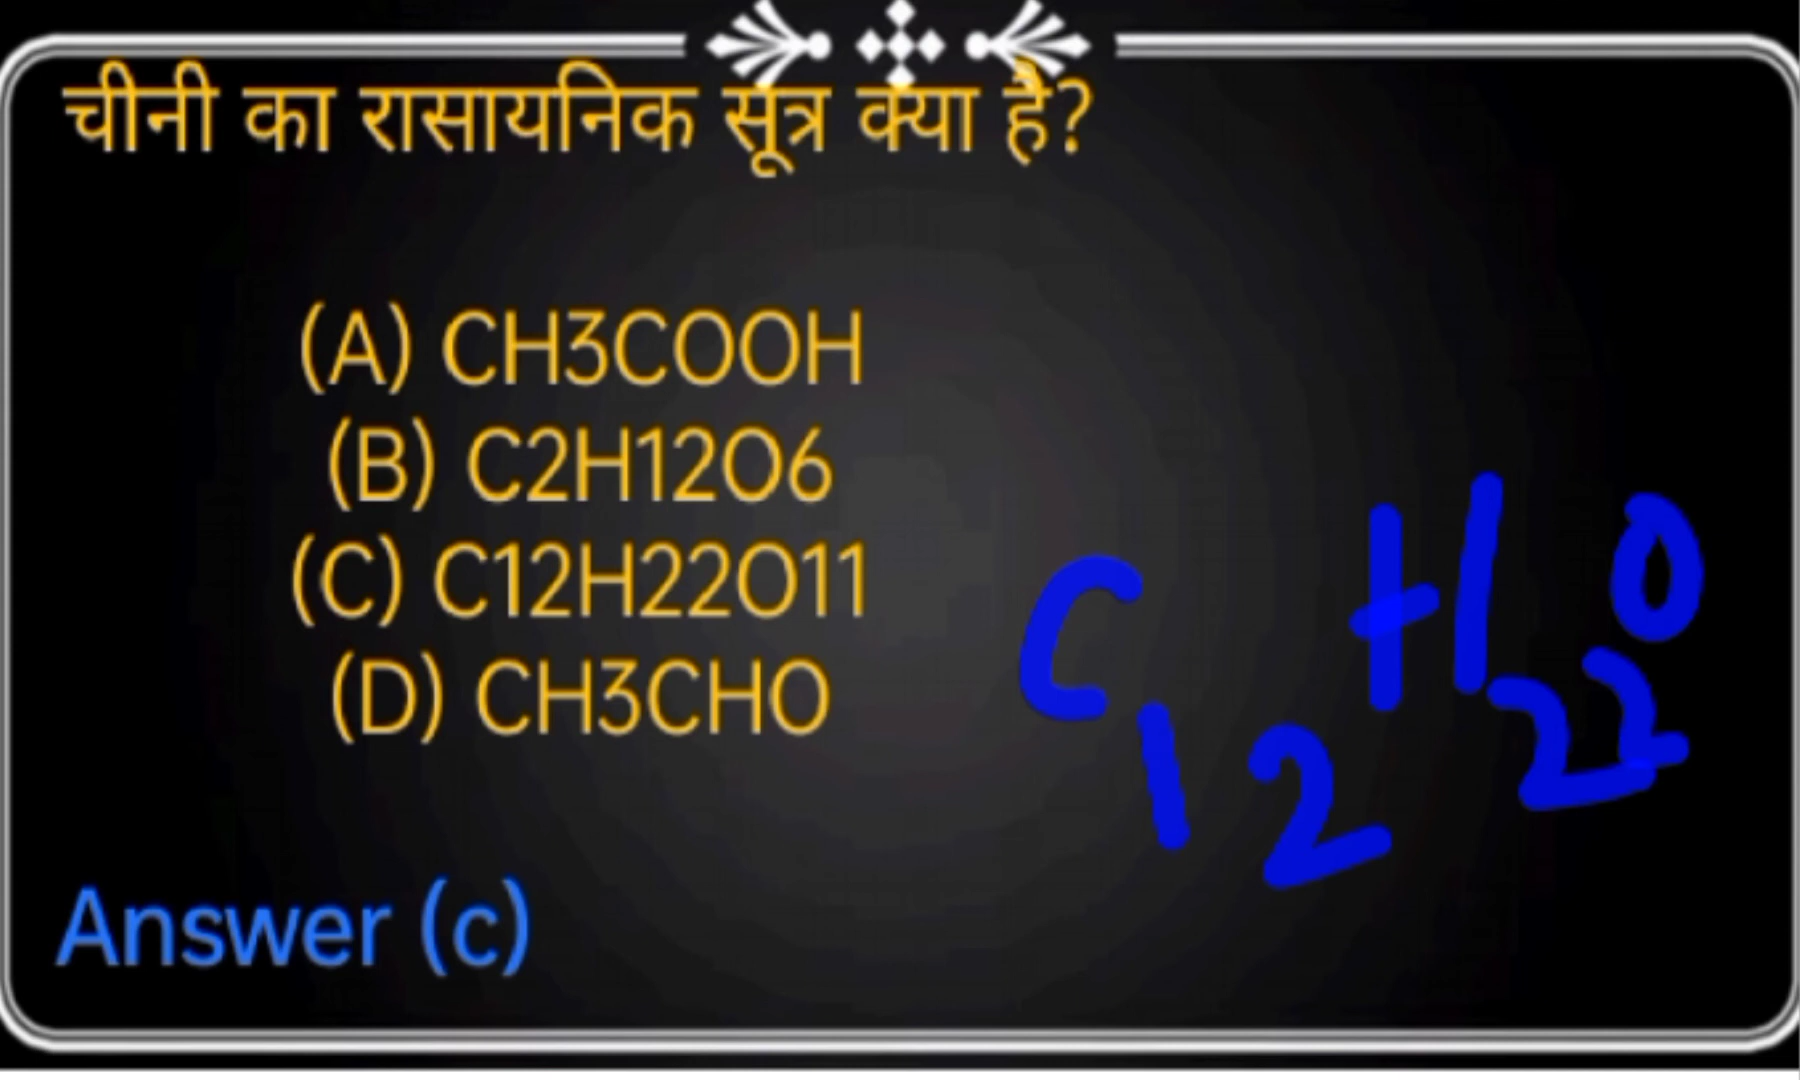 चीनी का रासायनिक सूत्र क्या है?
(A) CH3COOH
(B) C2H12O6
(C) C12H22O11
(D) CH3CHO
C12H22O
Answer (c)